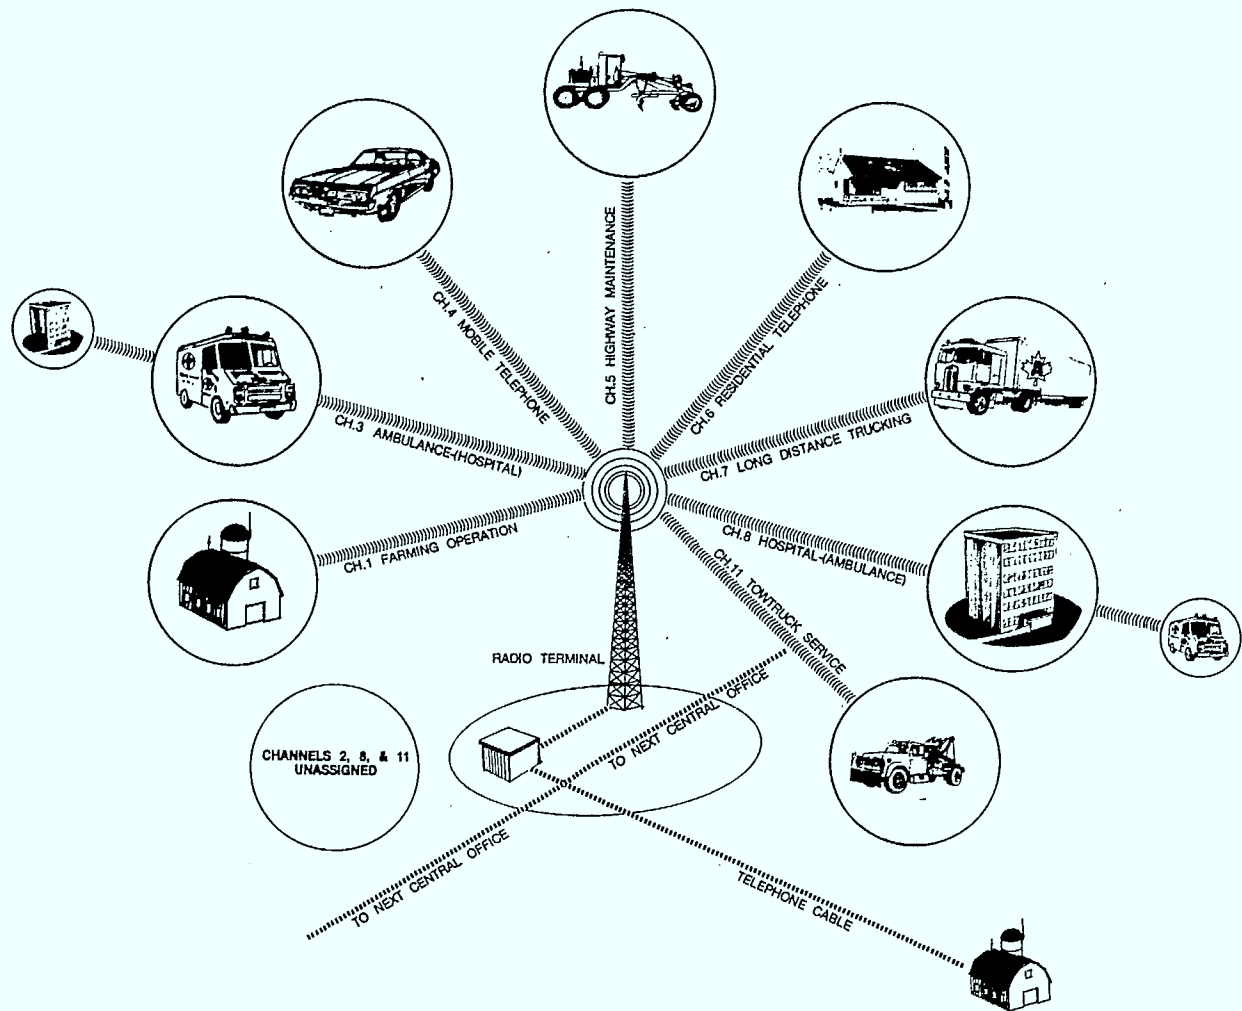 CH.5 HIGHWAY MAINTENANCE
CH.4 MOBILE TELEPHONE
CH.6 RESIDENTIAL TELEPHONE
CH.3 AMBULANCE-(HOSPITAL)
CH.7 LONG DISTANCE TRUCKING
CH.1 FARMING OPERATION
CH.8 HOSPITAL-(AMBULANCE)
CH.11 TOWTRUCK SERVICE
RADIO TERMINAL
TO NEXT CENTRAL OFFICE
CHANNELS 2, 8, & 11
UNASSIGNED
TO NEXT CENTRAL OFFICE
TELEPHONE CABLE